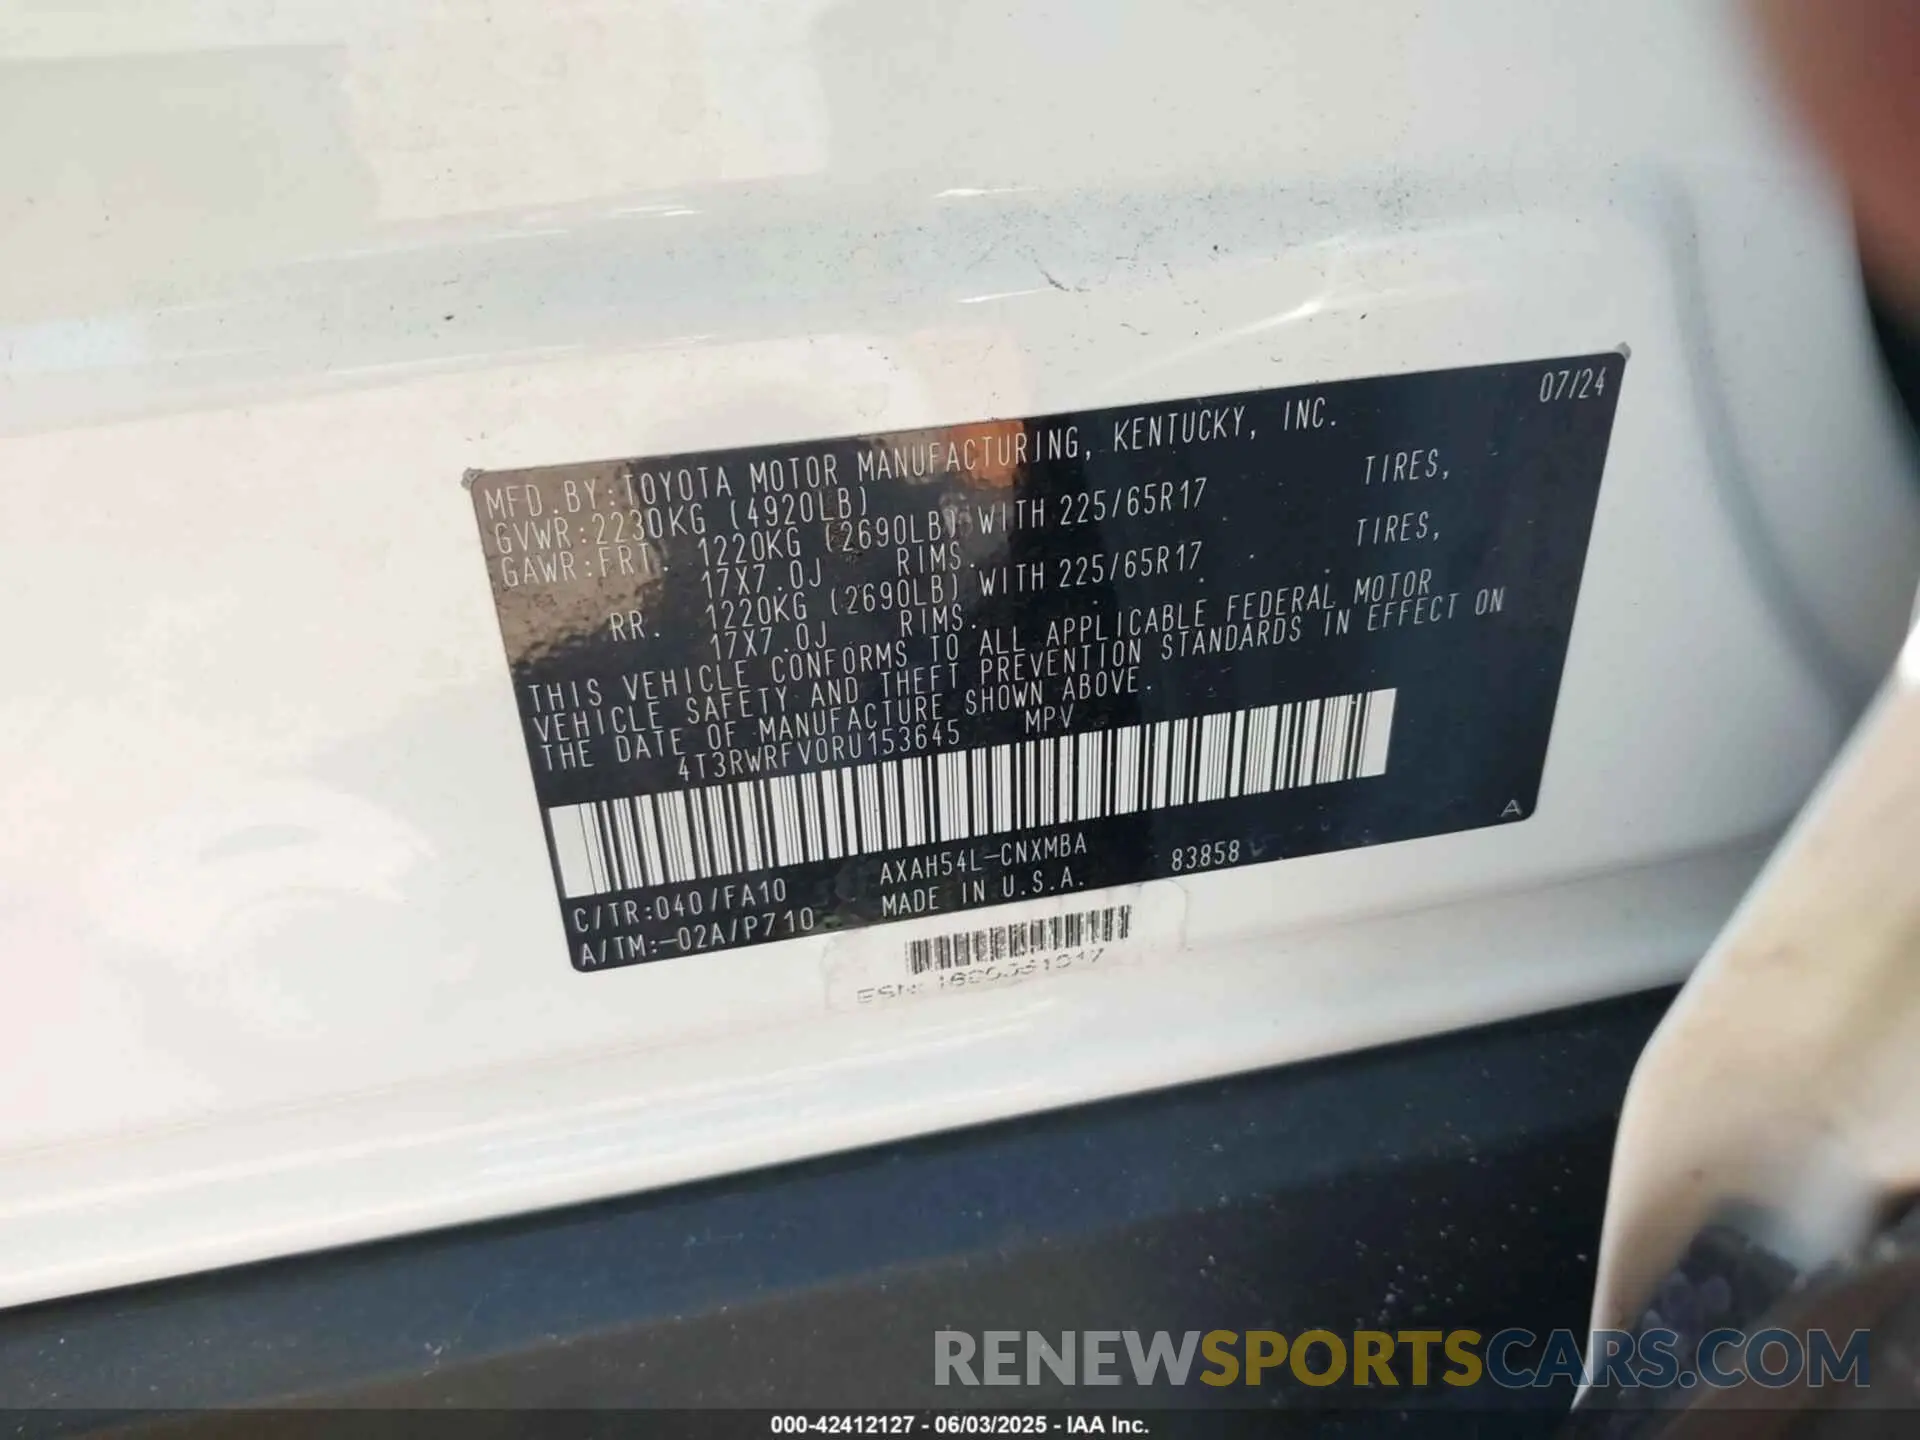 07/24
MFD.BY:TOYOTA MOTOR MANUFACTURING, KENTUCKY, INC.
GVWR:2230KG (4920LB)
GAWR:FRT. 1220KG (2690LB) WITH 225/65R17 TIRES,
17X7.0J RIMS.
RR. 1220KG (2690LB) WITH 225/65R17 TIRES,
17X7.0J RIMS.
THIS VEHICLE CONFORMS TO ALL APPLICABLE FEDERAL MOTOR
VEHICLE SAFETY AND THEFT PREVENTION STANDARDS IN EFFECT ON
THE DATE OF MANUFACTURE SHOWN ABOVE.
4T3RWRFV0RU153645 MPV
A
C/TR:040/FA10 AXAH54L-CNXMBA 83858
A/TM:-02A/P710 MADE IN U.S.A.
ESN:
RENEWSPORTSCARS.COM
000-42412127 - 06/03/2025 - IAA Inc.